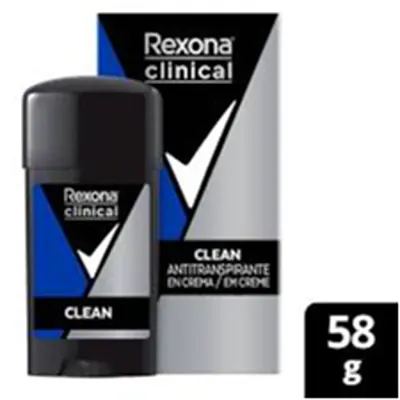 Rexona
clinical
CLEAN
ANTITRANSPIRANTE
EN CREMA / EM CREME
Rexona
clinical
CLEAN
58
g